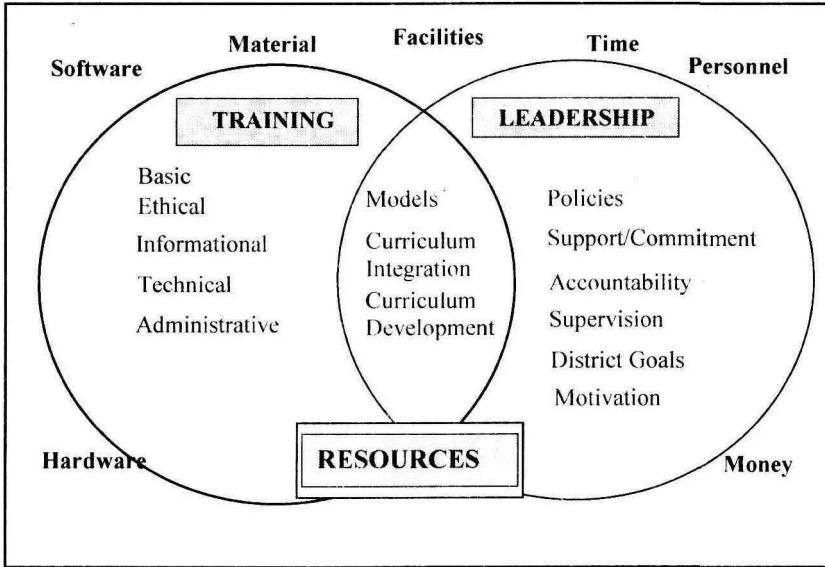 Software
Material
Facilities
Time
Personnel
TRAINING
LEADERSHIP
Basic
Ethical
Informational
Technical
Administrative
Models
Curriculum
Integration
Curriculum
Development
Policies
Support/Commitment
Accountability
Supervision
District Goals
Motivation
Hardware
RESOURCES
Money